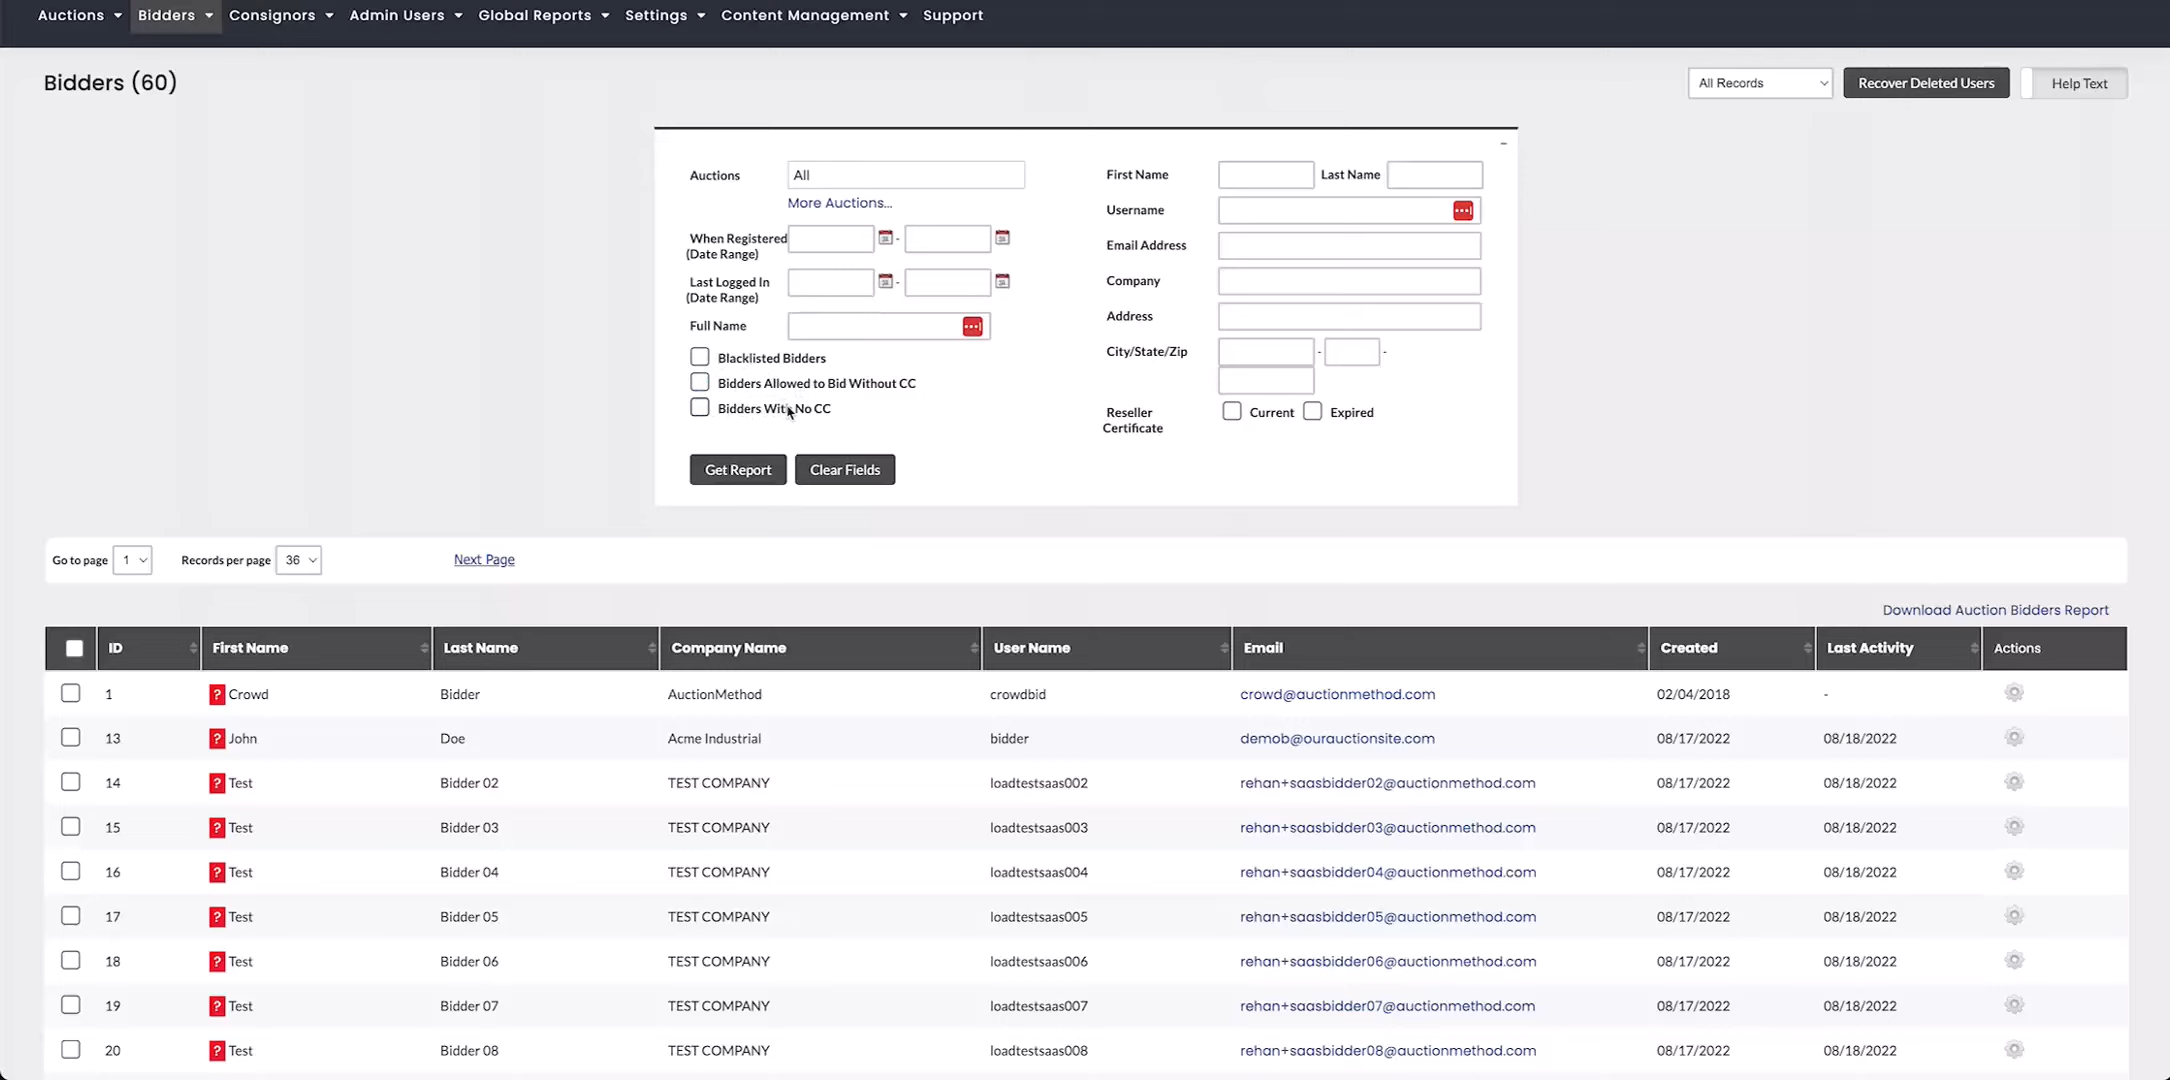 Auctions Bidders Consignors Admin Users Global Reports Settings Content Management Support
Bidders (60)
All Records Recover Deleted Users Help Text
Auctions All
More Auctions...
When Registered (Date Range) -
Last Logged In (Date Range) -
Full Name
Blacklisted Bidders
Bidders Allowed to Bid Without CC
Bidders With No CC
Get Report Clear Fields
First Name Last Name
Username
Email Address
Company
Address
City/State/Zip - -
Reseller Certificate Current Expired
Go to page 1 Records per page 36 Next Page
Download Auction Bidders Report
ID First Name Last Name Company Name User Name Email Created Last Activity Actions
1 ? Crowd Bidder AuctionMethod crowdbid crowd@auctionmethod.com 02/04/2018 -
13 ? John Doe Acme Industrial bidder demob@ourauctionsite.com 08/17/2022 08/18/2022
14 ? Test Bidder 02 TEST COMPANY loadtestsaas002 rehan+saasbidder02@auctionmethod.com 08/17/2022 08/18/2022
15 ? Test Bidder 03 TEST COMPANY loadtestsaas003 rehan+saasbidder03@auctionmethod.com 08/17/2022 08/18/2022
16 ? Test Bidder 04 TEST COMPANY loadtestsaas004 rehan+saasbidder04@auctionmethod.com 08/17/2022 08/18/2022
17 ? Test Bidder 05 TEST COMPANY loadtestsaas005 rehan+saasbidder05@auctionmethod.com 08/17/2022 08/18/2022
18 ? Test Bidder 06 TEST COMPANY loadtestsaas006 rehan+saasbidder06@auctionmethod.com 08/17/2022 08/18/2022
19 ? Test Bidder 07 TEST COMPANY loadtestsaas007 rehan+saasbidder07@auctionmethod.com 08/17/2022 08/18/2022
20 ? Test Bidder 08 TEST COMPANY loadtestsaas008 rehan+saasbidder08@auctionmethod.com 08/17/2022 08/18/2022